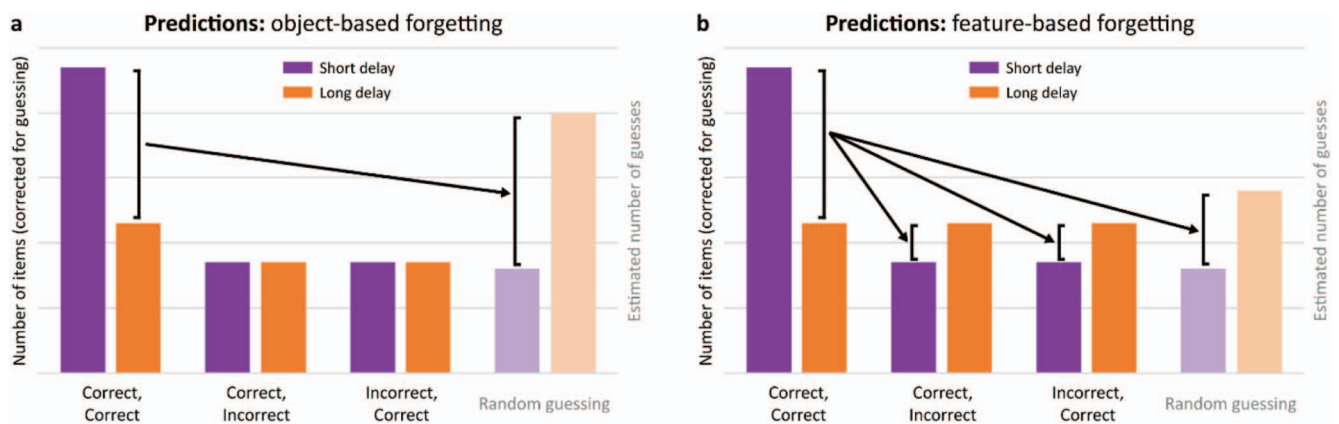 a
Predictions: object-based forgetting
Number of items (corrected for guessing)
Short delay
Long delay
Estimated number of guesses
Correct,
Correct
Correct,
Incorrect
Incorrect,
Correct
Random guessing
b
Predictions: feature-based forgetting
Number of items (corrected for guessing)
Short delay
Long delay
Estimated number of guesses
Correct,
Correct
Correct,
Incorrect
Incorrect,
Correct
Random guessing